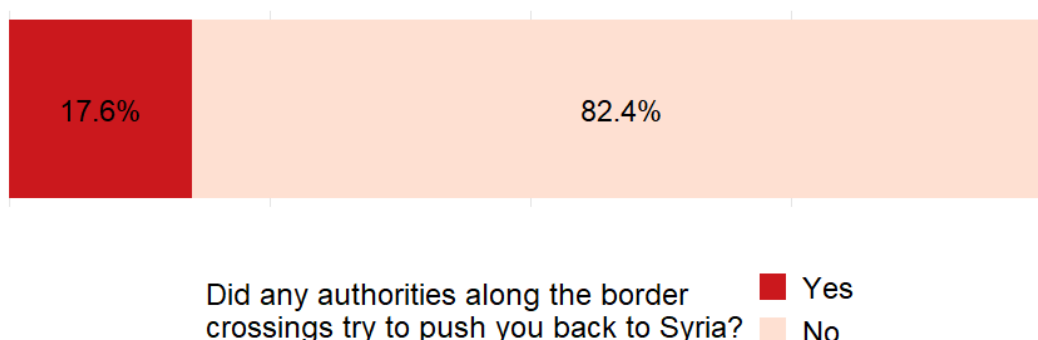 17.6%
82.4%
Did any authorities along the border
crossings try to push you back to Syria?
Yes
No